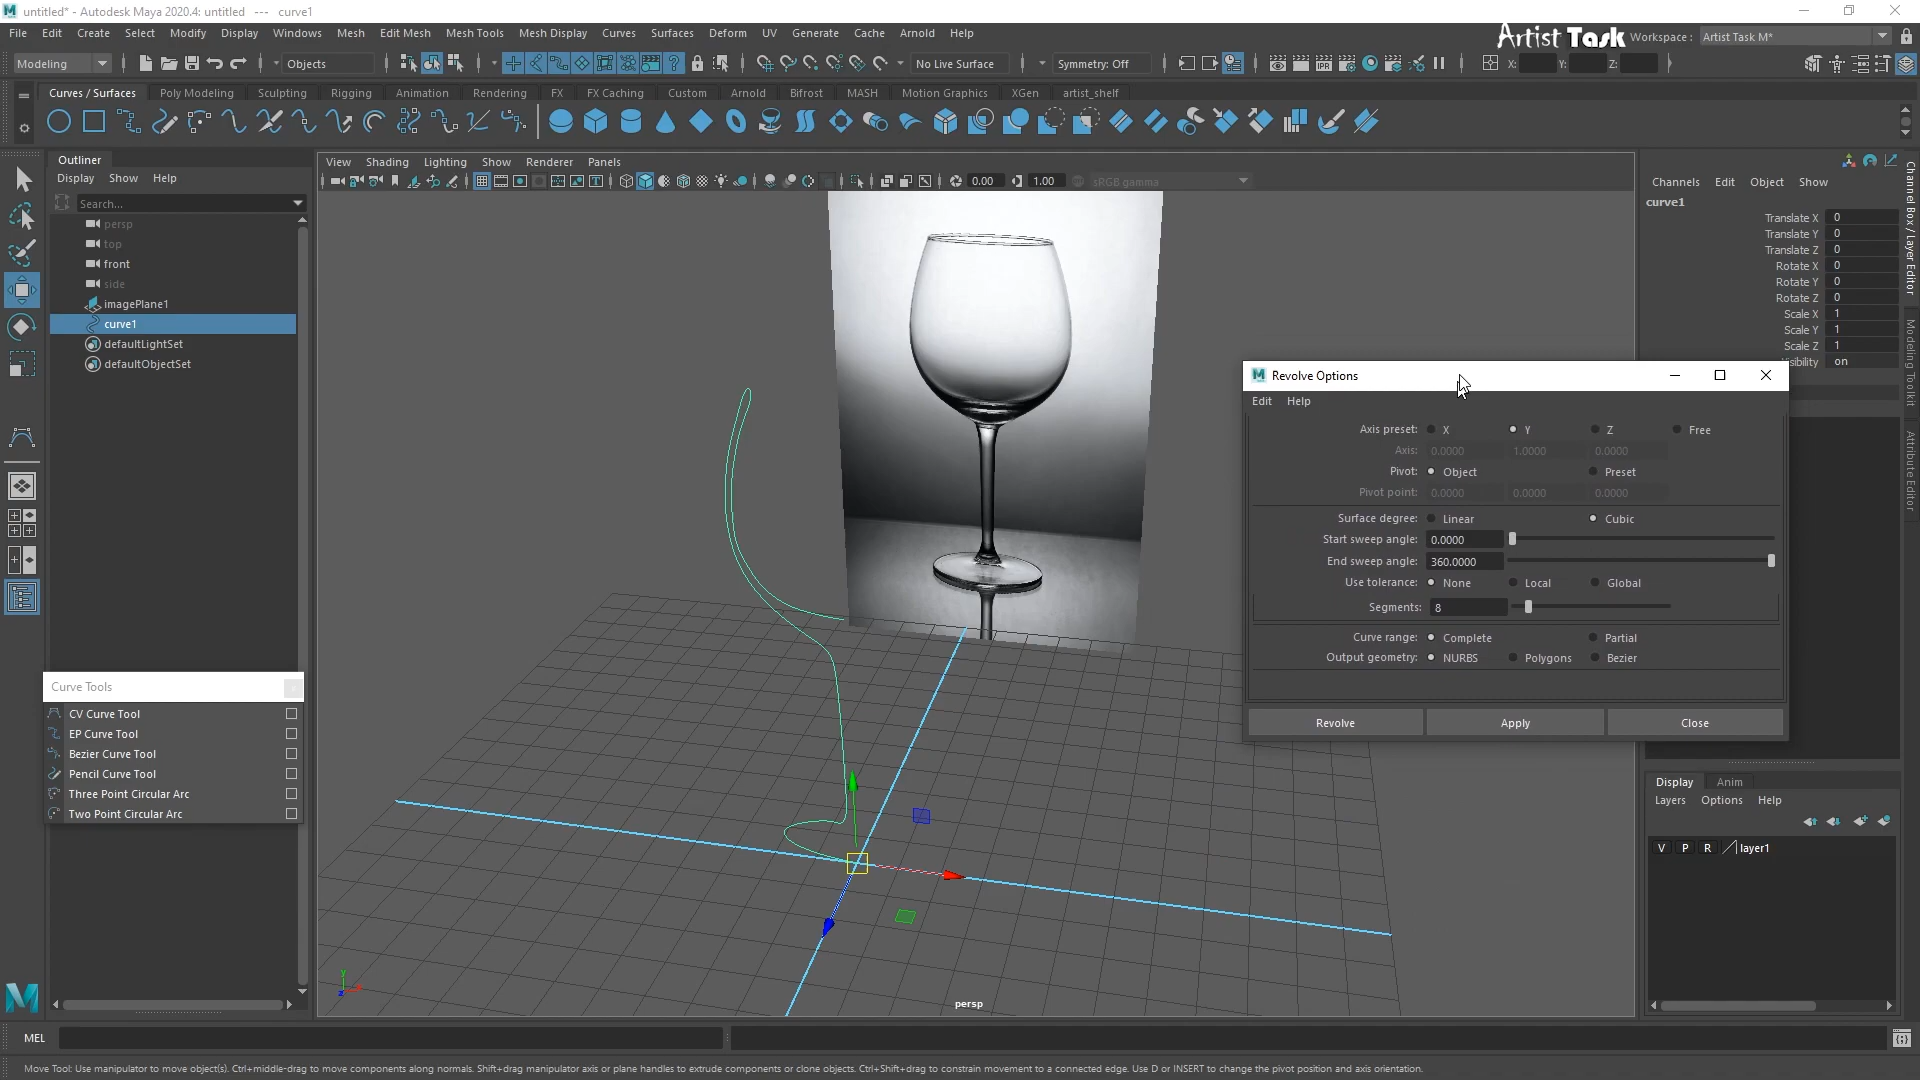 untitled* - Autodesk Maya 2020.4: untitled --- curve1
File Edit Create Select Modify Display Windows Mesh Edit Mesh Mesh Tools Mesh Display Curves Surfaces Deform UV Generate Cache Arnold Help
Artist Task Workspace : Artist Task M*
Modeling Objects No Live Surface Symmetry: Off X: Y: Z:
Curves / Surfaces Poly Modeling Sculpting Rigging Animation Rendering FX FX Caching Custom Arnold Bifrost MASH Motion Graphics XGen artist_shelf
Outliner
Display Show Help
Search...
persp
top
front
side
imagePlane1
curve1
defaultLightSet
defaultObjectSet
Curve Tools
CV Curve Tool
EP Curve Tool
Bezier Curve Tool
Pencil Curve Tool
Three Point Circular Arc
Two Point Circular Arc
View Shading Lighting Show Renderer Panels
0.00 1.00 sRGB gamma
persp
Revolve Options
Edit Help
Axis preset: X Y Z Free
Axis: 0.0000 1.0000 0.0000
Pivot: Object Preset
Pivot point: 0.0000 0.0000 0.0000
Surface degree: Linear Cubic
Start sweep angle: 0.0000
End sweep angle: 360.0000
Use tolerance: None Local Global
Segments: 8
Curve range: Complete Partial
Output geometry: NURBS Polygons Bezier
Revolve Apply Close
Channels Edit Object Show
curve1
Translate X 0
Translate Y 0
Translate Z 0
Rotate X 0
Rotate Y 0
Rotate Z 0
Scale X 1
Scale Y 1
Scale Z 1
sibility on
Channel Box / Layer Editor
Modeling Toolkit
Attribute Editor
Display Anim
Layers Options Help
V P R layer1
y
MEL
Move Tool: Use manipulator to move object(s). Ctrl+middle-drag to move components along normals. Shift+drag manipulator axis or plane handles to extrude components or clone objects. Ctrl+Shift+drag to constrain movement to a connected edge. Use D or INSERT to change the pivot position and axis orientation.